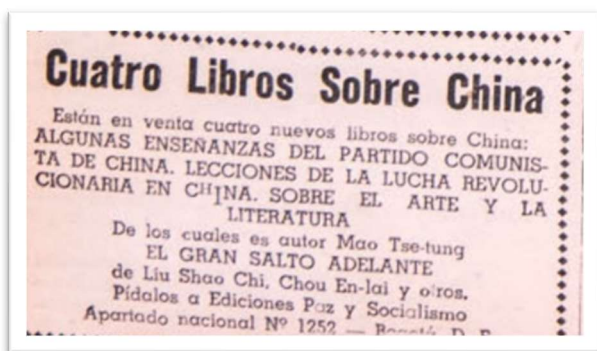 Cuatro Libros Sobre China
Están en venta cuatro nuevos libros sobre China:
ALGUNAS ENSEÑANZAS DEL PARTIDO COMUNIS-
TA DE CHINA. LECCIONES DE LA LUCHA REVOLU-
CIONARIA EN CHINA. SOBRE EL ARTE Y LA
LITERATURA
De los cuales es autor Mao Tse-tung
EL GRAN SALTO ADELANTE
de Liu Shao Chi, Chou En-lai y otros.
Pídalos a Ediciones Paz y Socialismo
Apartado nacional Nº 1252 — Bogotá, D. E.